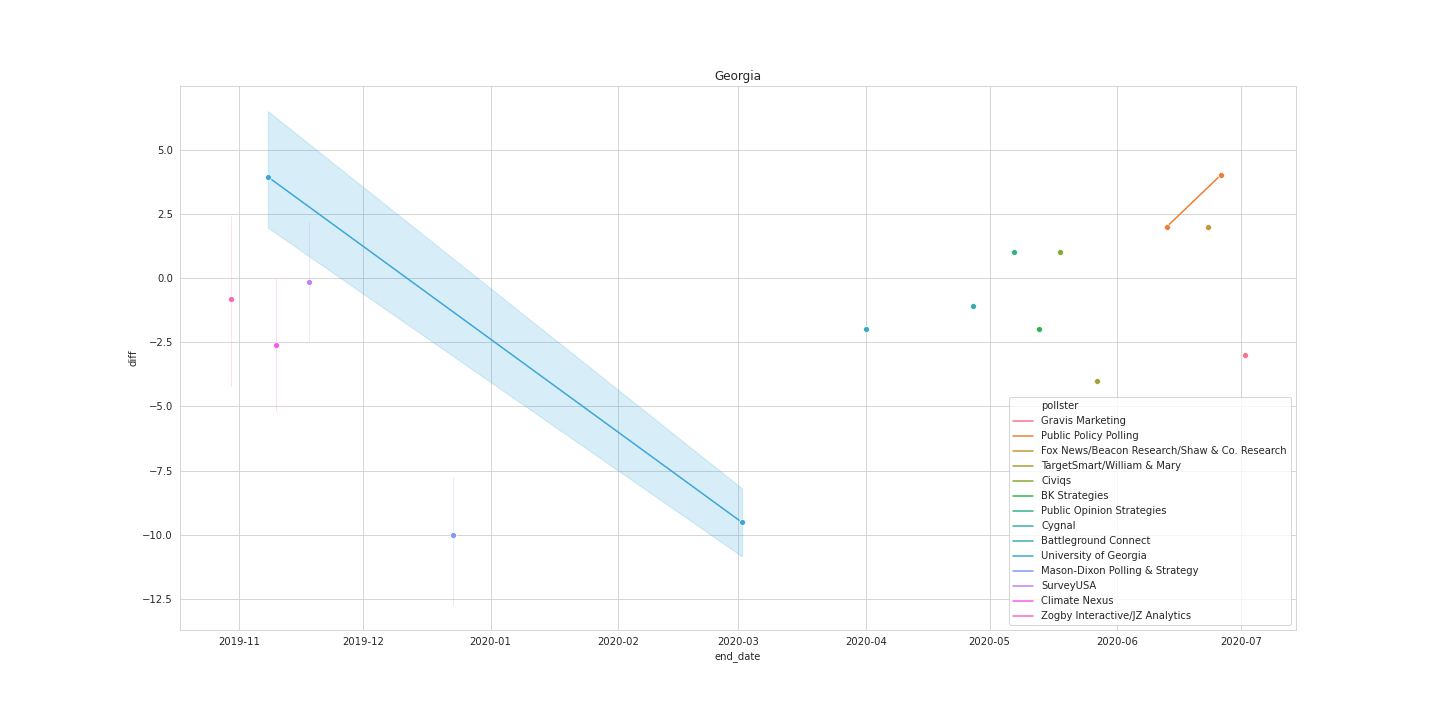 Georgia
5.0
2.5
0.0
−2.5
−5.0
−7.5
−10.0
−12.5
diff
2019-11
2019-12
2020-01
2020-02
2020-03
2020-04
2020-05
2020-06
2020-07
end_date
pollster
Gravis Marketing
Public Policy Polling
Fox News/Beacon Research/Shaw & Co. Research
TargetSmart/William & Mary
Civiqs
BK Strategies
Public Opinion Strategies
Cygnal
Battleground Connect
University of Georgia
Mason-Dixon Polling & Strategy
SurveyUSA
Climate Nexus
Zogby Interactive/JZ Analytics